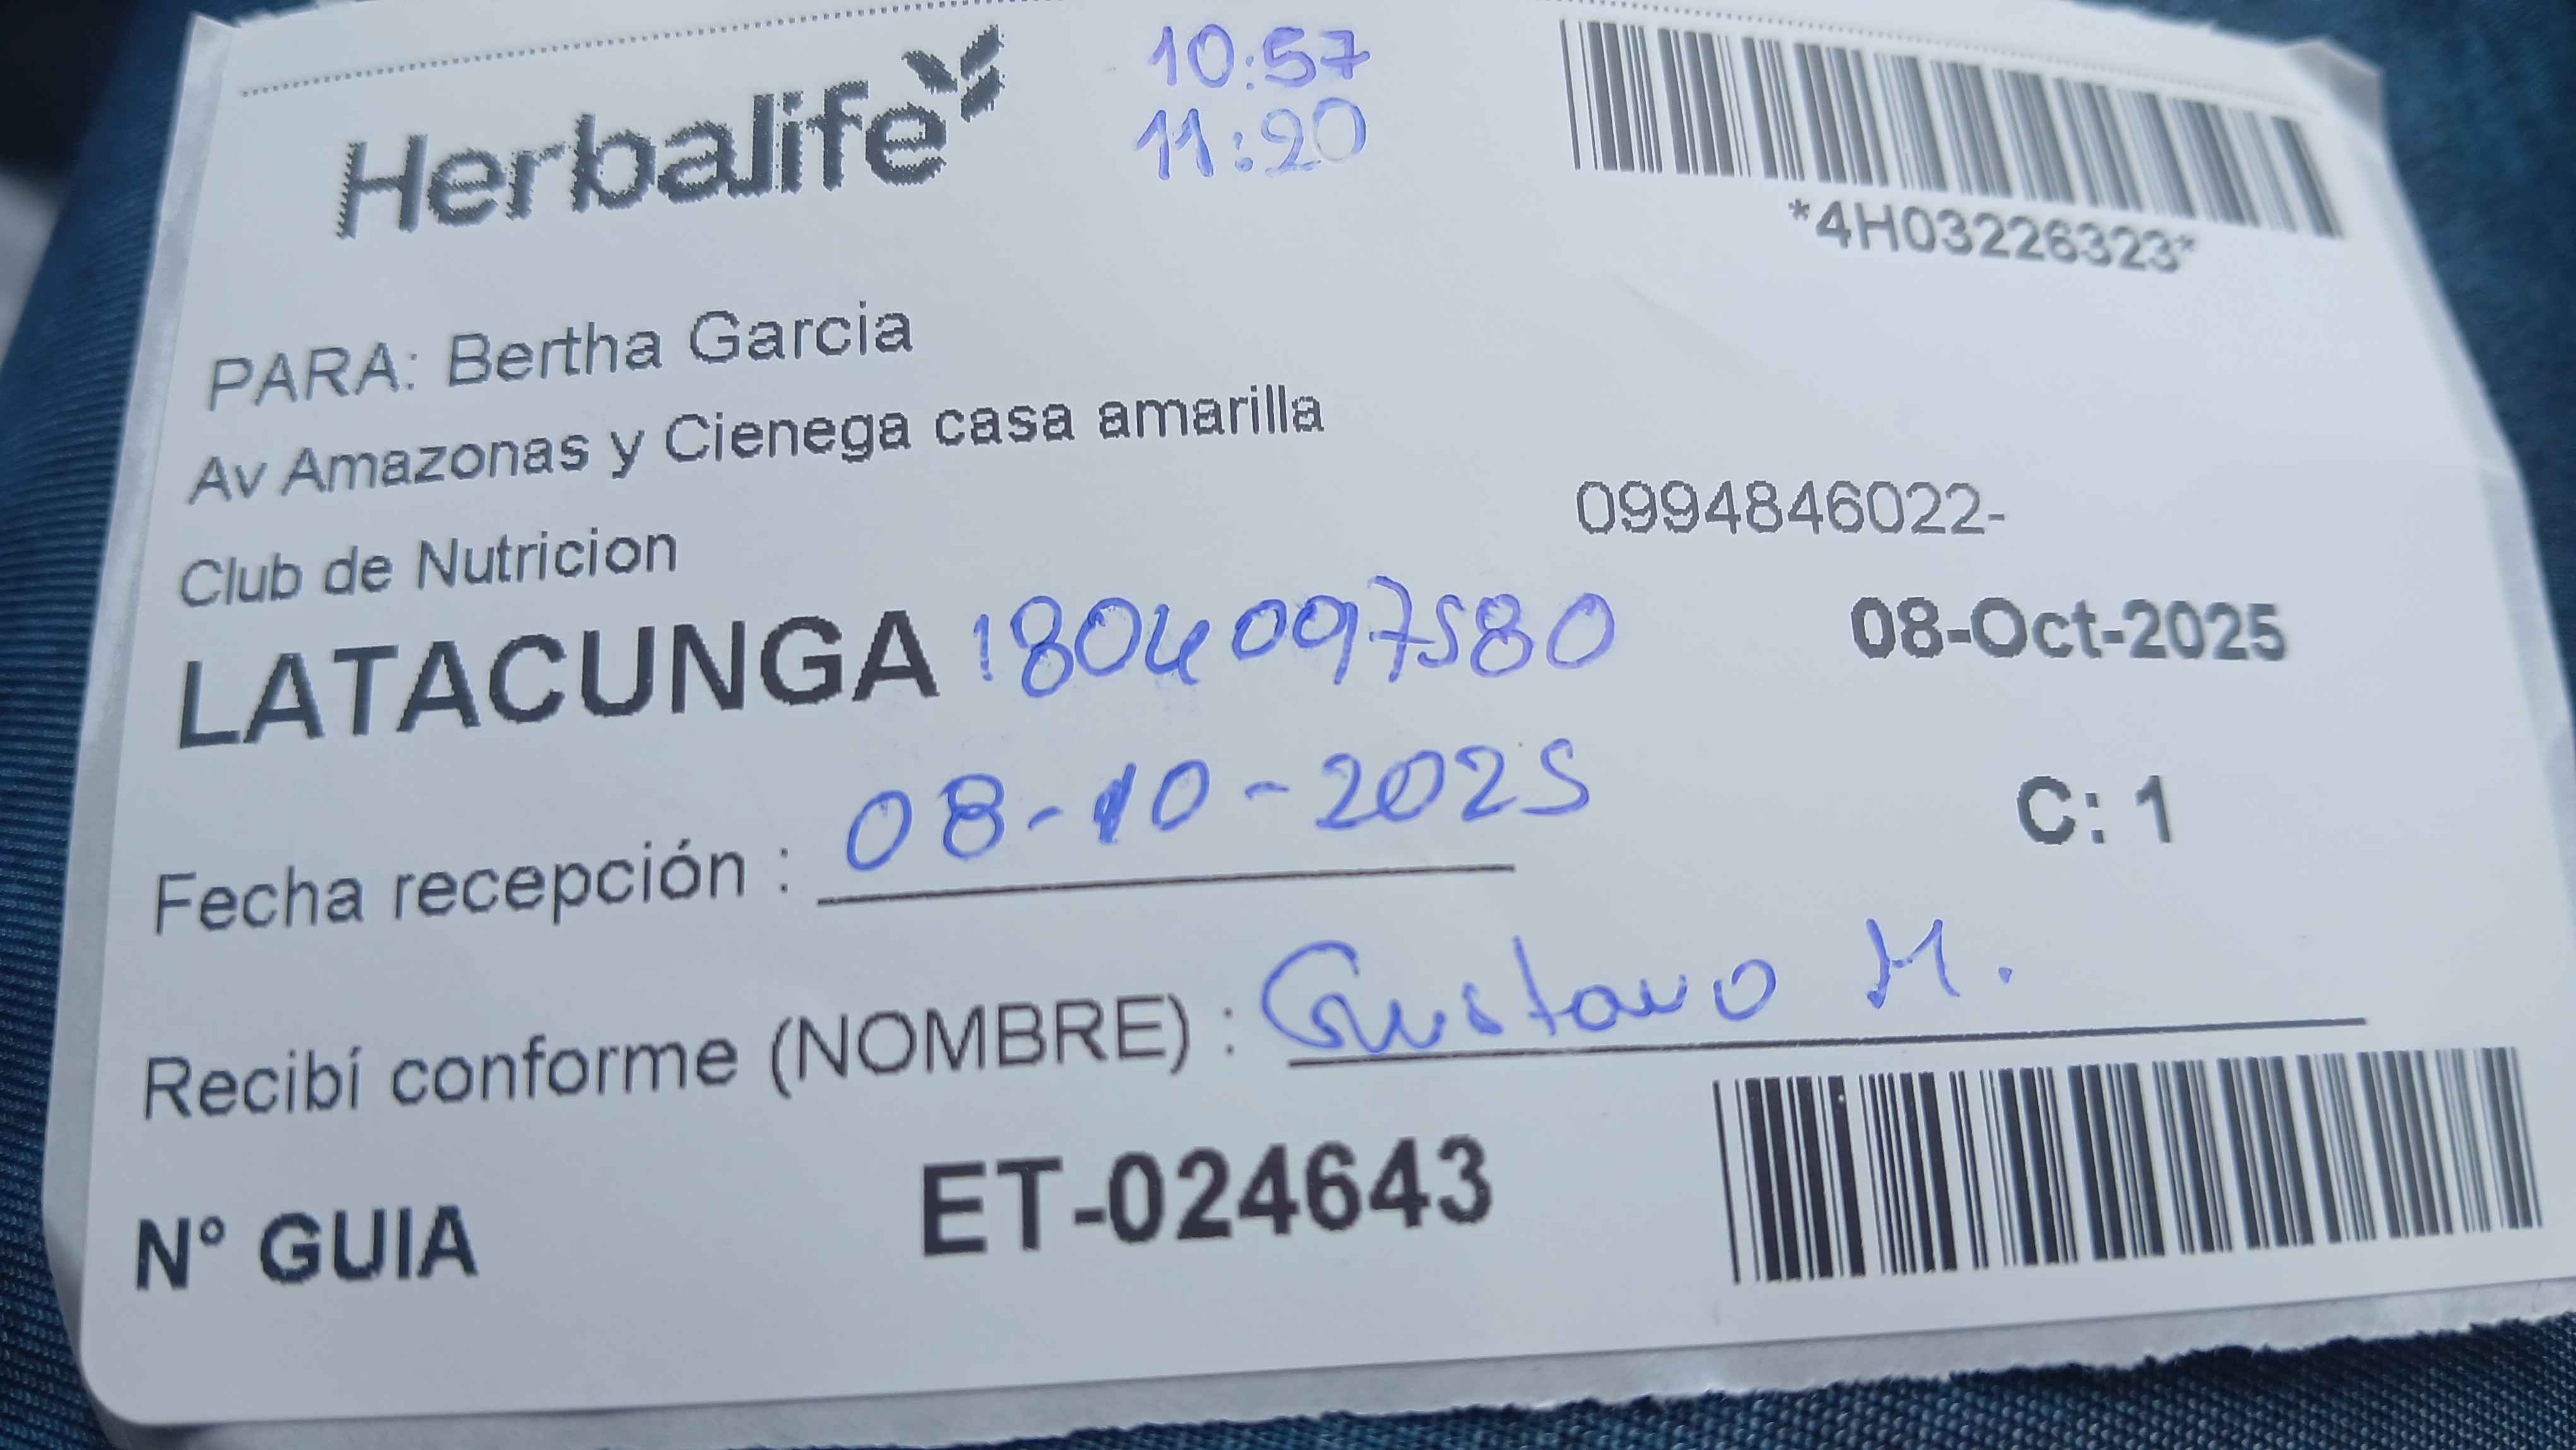 Herbalife
10:57
11:20
*4H03226323*
PARA: Bertha Garcia
Av Amazonas y Cienega casa amarilla
0994846022-
Club de Nutricion
LATACUNGA 1804097580
08-Oct-2025
Fecha recepción : 08-10-2025
C: 1
Recibí conforme (NOMBRE) : Gustavo M.
N° GUIA ET-024643